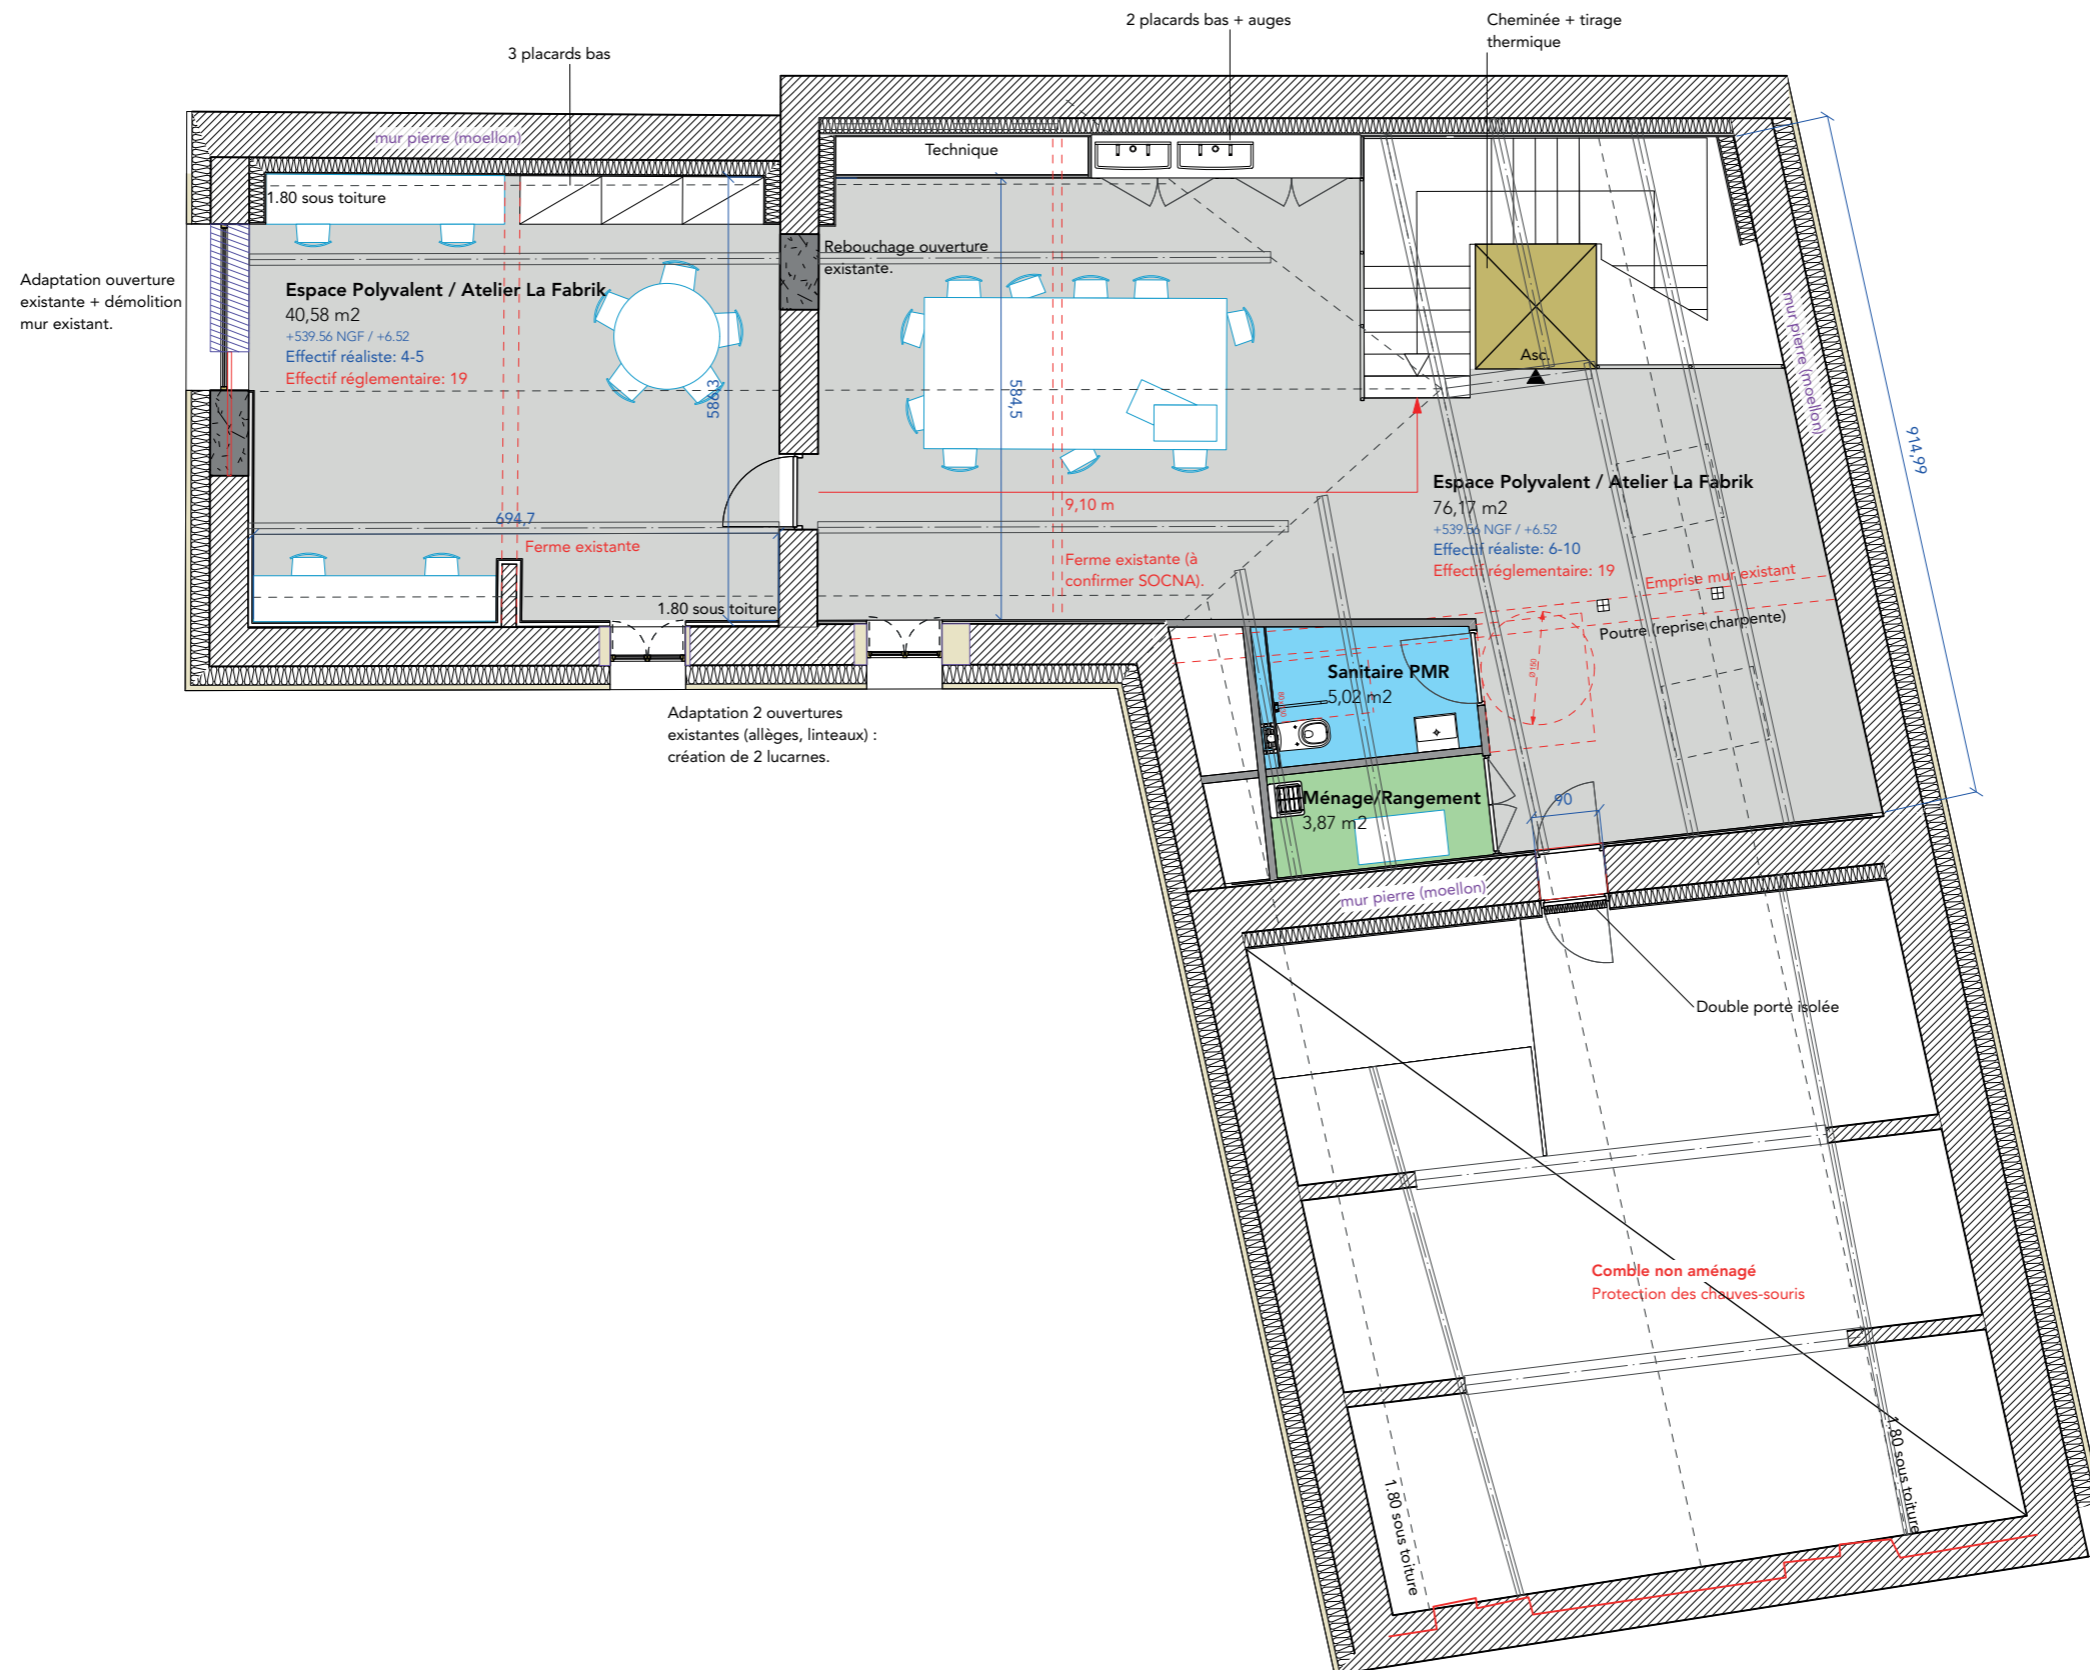 2 placards bas + auges
Cheminée + tirage
thermique
3 placards bas
mur pierre (moellon)
Technique
1.80 sous toiture
Rebouchage ouverture
existante.
Adaptation ouverture
existante + démolition
mur existant.
Espace Polyvalent / Atelier La Fabrik
40,58 m2
+539.56 NGF / +6.52
Effectif réaliste: 4-5
Effectif réglementaire: 19
586,3
584,5
Asc.
mur pierre (moellon)
914,99
Espace Polyvalent / Atelier La Fabrik
76,17 m2
+539.56 NGF / +6.52
Effectif réaliste: 6-10
Effectif réglementaire: 19
694,7
9,10 m
Ferme existante
Ferme existante (à
confirmer SOCNA).
Emprise mur existant
1.80 sous toiture
Poutre (reprise charpente)
Sanitaire PMR
5,02 m2
Ø 150
Adaptation 2 ouvertures
existantes (allèges, linteaux) :
création de 2 lucarnes.
Ménage/Rangement
3,87 m2
90
mur pierre (moellon)
Double porte isolée
Comble non aménagé
Protection des chauves-souris
1.80 sous toiture
1.80 sous toiture